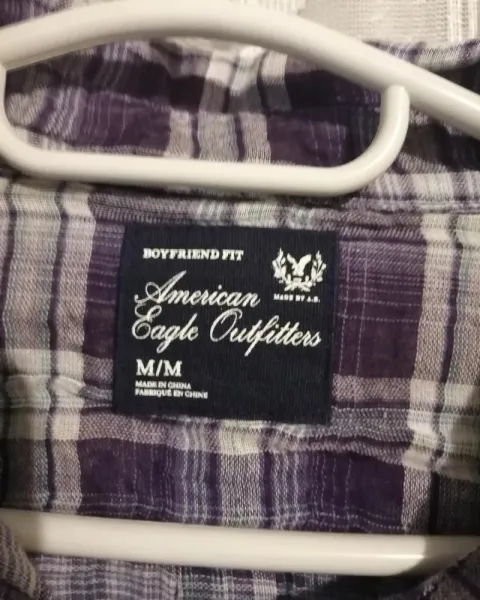 BOYFRIEND FIT
MADE BY A.E.
American
Eagle Outfitters
M/M
MADE IN CHINA
FABRIQUÉ EN CHINE